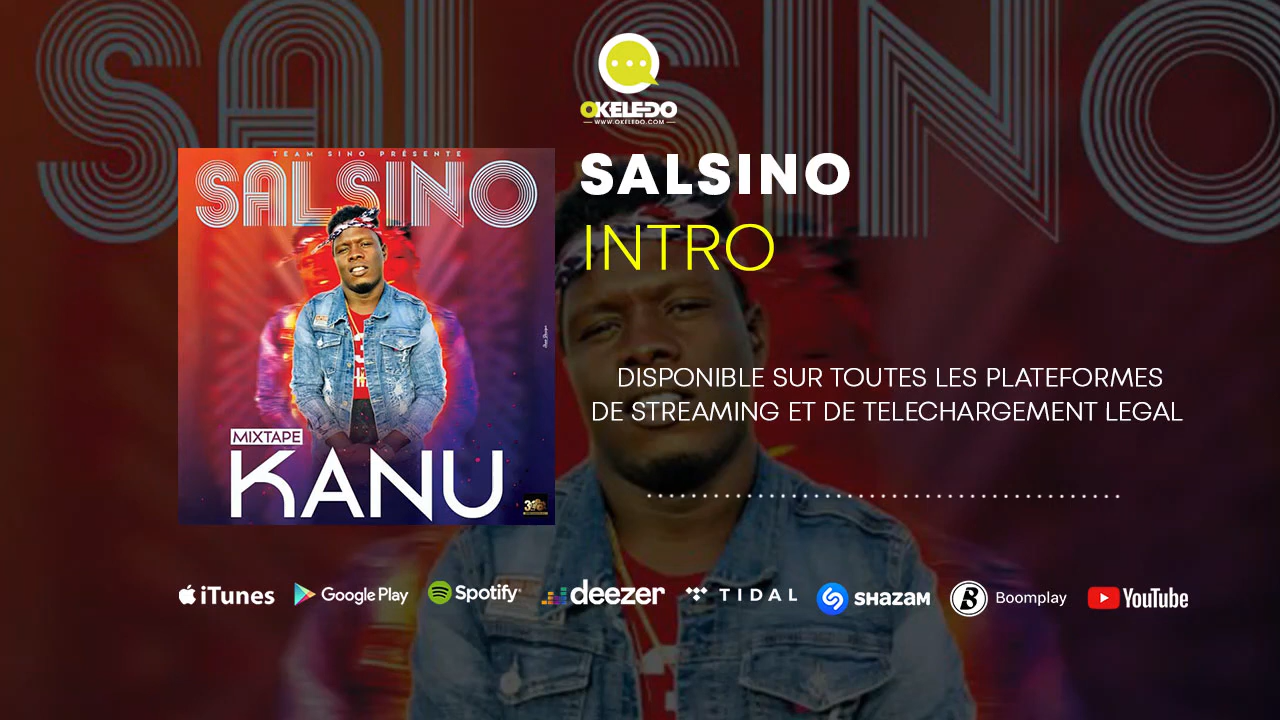 OKELEDO
WWW.OKELEDO.COM
TEAM SINO PRÉSENTE
SALSINO
MIXTAPE
KANU
SALSINO
INTRO
DISPONIBLE SUR TOUTES LES PLATEFORMES
DE STREAMING ET DE TELECHARGEMENT LEGAL
iTunes
Google Play
Spotify
deezer
TIDAL
SHAZAM
B
Boomplay
YouTube
SALSINO